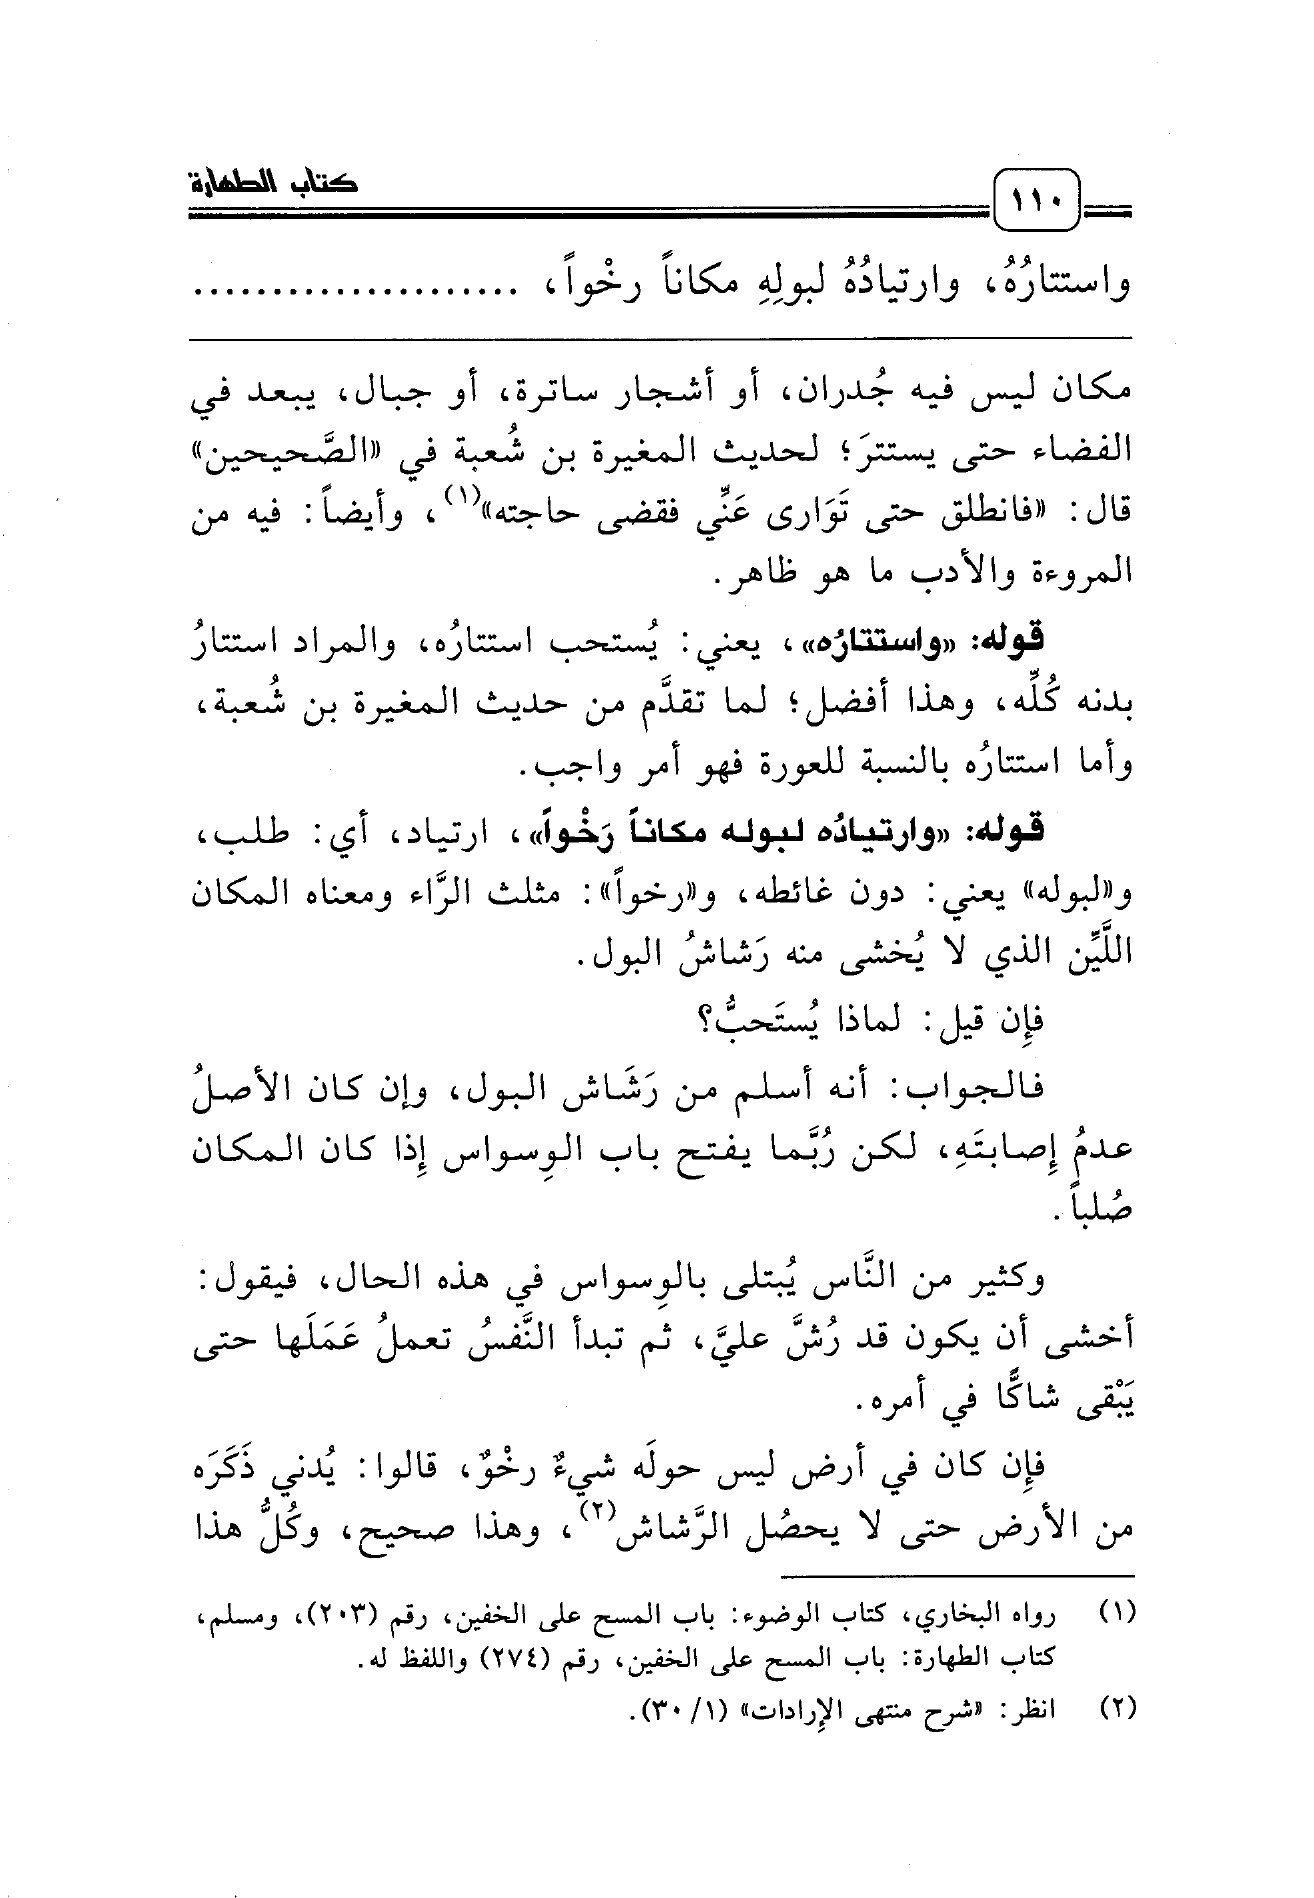 ١١٠
كتاب الطهارة
واستتارُهُ، وارتيادُهُ لبولِهِ مكاناً رخْواً، .....................
مكان ليس فيه جُدران، أو أشجار ساترة، أو جبال، يبعد في
الفضاء حتى يستترَ؛ لحديث المغيرة بن شُعبة في «الصَّحيحين»
قال: «فانطلق حتى تَوَارى عَنِّي فقضى حاجته»(١)، وأيضاً: فيه من
المروءة والأدب ما هو ظاهر.
قوله: «واستتارُه»، يعني: يُستحب استتارُه، والمراد استتارُ
بدنه كُلِّه، وهذا أفضل؛ لما تقدَّم من حديث المغيرة بن شُعبة،
وأما استتارُه بالنسبة للعورة فهو أمر واجب.
قوله: «وارتيادُه لبوله مكاناً رَخْواً»، ارتياد، أي: طلب،
و«لبوله» يعني: دون غائطه، و«رخواً»: مثلث الرَّاء ومعناه المكان
اللَّيِّن الذي لا يُخشى منه رَشاشُ البول.
فإن قيل: لماذا يُستَحبُّ؟
فالجواب: أنه أسلم من رَشَاش البول، وإن كان الأصلُ
عدمُ إصابتَهِ، لكن رُبَّما يفتح باب الوِسواس إِذا كان المكان
صُلباً.
وكثير من النَّاس يُبتلى بالوِسواس في هذه الحال، فيقول:
أخشى أن يكون قد رُشَّ عليَّ، ثم تبدأ النَّفسُ تعملُ عَمَلَها حتى
يَبْقى شاكًّا في أمره.
فإن كان في أرض ليس حولَه شيءٌ رخْوٌ، قالوا: يُدني ذَكَرَه
من الأرض حتى لا يحصُل الرَّشاش(٢)، وهذا صحيح، وكُلُّ هذا
(١) رواه البخاري، كتاب الوضوء: باب المسح على الخفين، رقم (٢٠٣)، ومسلم،
كتاب الطهارة: باب المسح على الخفين، رقم (٢٧٤) واللفظ له.
(٢) انظر: «شرح منتهى الإرادات» (١/ ٣٠).